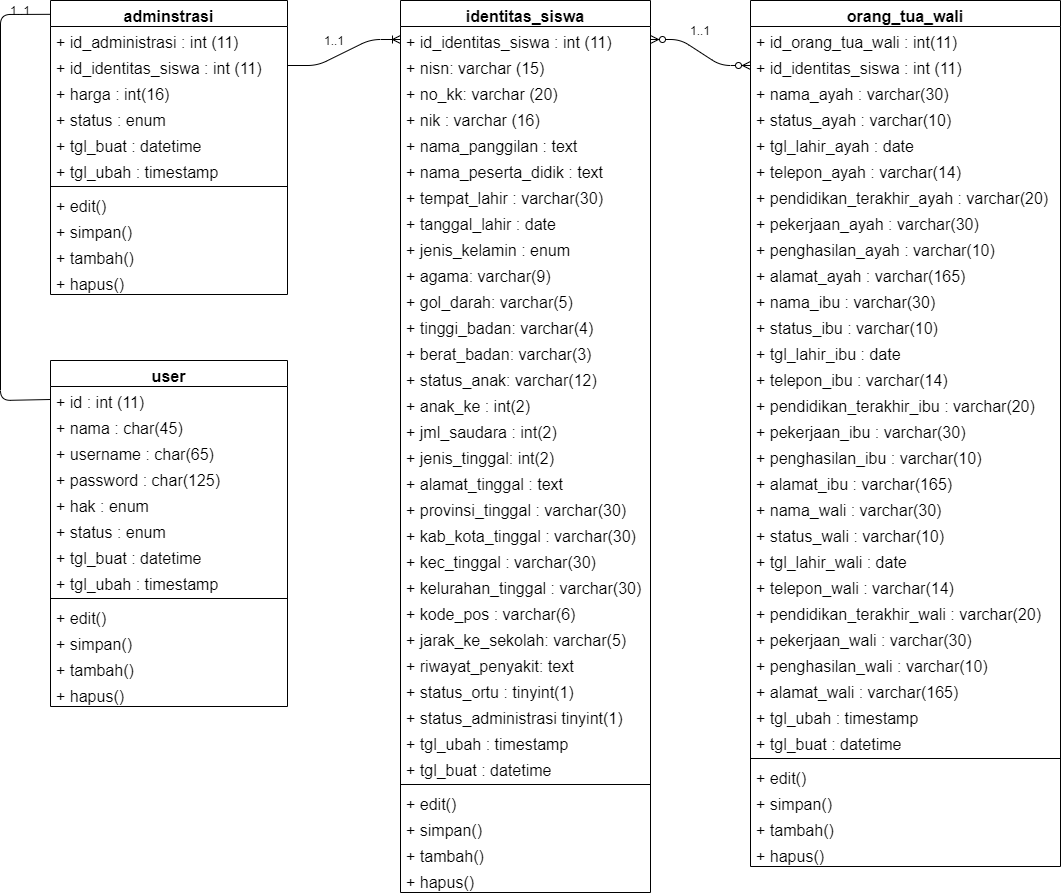 1..1
adminstrasi
+ id_administrasi : int (11)
+ id_identitas_siswa : int (11)
+ harga : int(16)
+ status : enum
+ tgl_buat : datetime
+ tgl_ubah : timestamp
+ edit()
+ simpan()
+ tambah()
+ hapus()
user
+ id : int (11)
+ nama : char(45)
+ username : char(65)
+ password : char(125)
+ hak : enum
+ status : enum
+ tgl_buat : datetime
+ tgl_ubah : timestamp
+ edit()
+ simpan()
+ tambah()
+ hapus()
1..1
identitas_siswa
+ id_identitas_siswa : int (11)
+ nisn: varchar (15)
+ no_kk: varchar (20)
+ nik : varchar (16)
+ nama_panggilan : text
+ nama_peserta_didik : text
+ tempat_lahir : varchar(30)
+ tanggal_lahir : date
+ jenis_kelamin : enum
+ agama: varchar(9)
+ gol_darah: varchar(5)
+ tinggi_badan: varchar(4)
+ berat_badan: varchar(3)
+ status_anak: varchar(12)
+ anak_ke : int(2)
+ jml_saudara : int(2)
+ jenis_tinggal: int(2)
+ alamat_tinggal : text
+ provinsi_tinggal : varchar(30)
+ kab_kota_tinggal : varchar(30)
+ kec_tinggal : varchar(30)
+ kelurahan_tinggal : varchar(30)
+ kode_pos : varchar(6)
+ jarak_ke_sekolah: varchar(5)
+ riwayat_penyakit: text
+ status_ortu : tinyint(1)
+ status_administrasi tinyint(1)
+ tgl_ubah : timestamp
+ tgl_buat : datetime
+ edit()
+ simpan()
+ tambah()
+ hapus()
1..1
orang_tua_wali
+ id_orang_tua_wali : int(11)
+ id_identitas_siswa : int (11)
+ nama_ayah : varchar(30)
+ status_ayah : varchar(10)
+ tgl_lahir_ayah : date
+ telepon_ayah : varchar(14)
+ pendidikan_terakhir_ayah : varchar(20)
+ pekerjaan_ayah : varchar(30)
+ penghasilan_ayah : varchar(10)
+ alamat_ayah : varchar(165)
+ nama_ibu : varchar(30)
+ status_ibu : varchar(10)
+ tgl_lahir_ibu : date
+ telepon_ibu : varchar(14)
+ pendidikan_terakhir_ibu : varchar(20)
+ pekerjaan_ibu : varchar(30)
+ penghasilan_ibu : varchar(10)
+ alamat_ibu : varchar(165)
+ nama_wali : varchar(30)
+ status_wali : varchar(10)
+ tgl_lahir_wali : date
+ telepon_wali : varchar(14)
+ pendidikan_terakhir_wali : varchar(20)
+ pekerjaan_wali : varchar(30)
+ penghasilan_wali : varchar(10)
+ alamat_wali : varchar(165)
+ tgl_ubah : timestamp
+ tgl_buat : datetime
+ edit()
+ simpan()
+ tambah()
+ hapus()